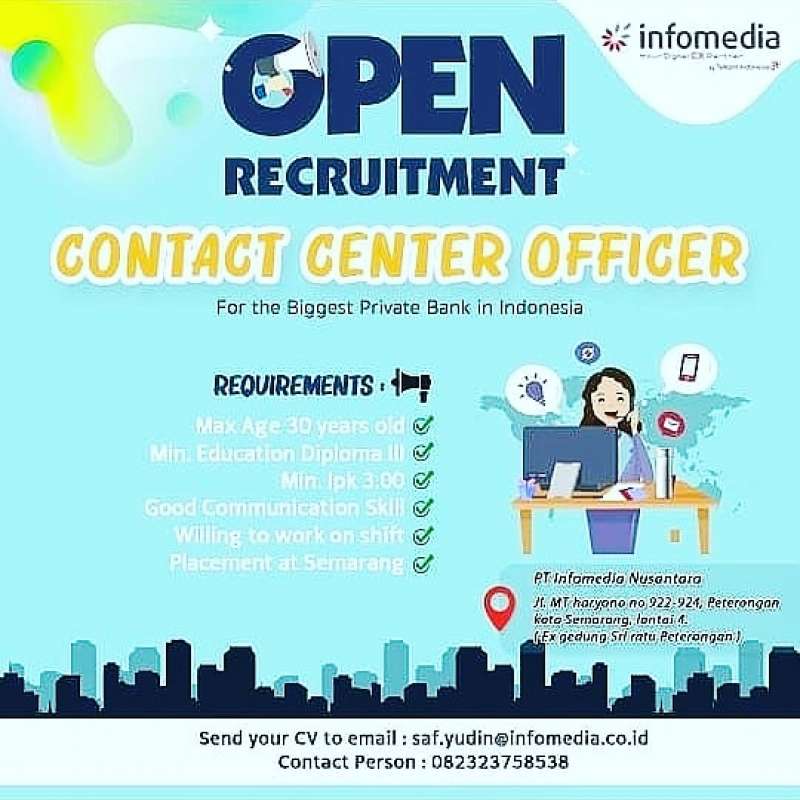 infomedia
by Telkom Indonesia
OPEN
RECRUITMENT
CONTACT CENTER OFFICER
For the Biggest Private Bank in Indonesia
REQUIREMENTS :
Max Age 30 years old
Min. Education Diploma III
Min. Ipk 3.00
Good Communication Skill
Willing to work on shift
Placement at Semarang
PT Infomedia Nusantara
Jl. MT haryono no 922-924, Peterongan
kota Semarang, lantai 4.
( Ex gedung Sri ratu Peterongan )
Send your CV to email : saf.yudin@infomedia.co.id
Contact Person : 082323758538